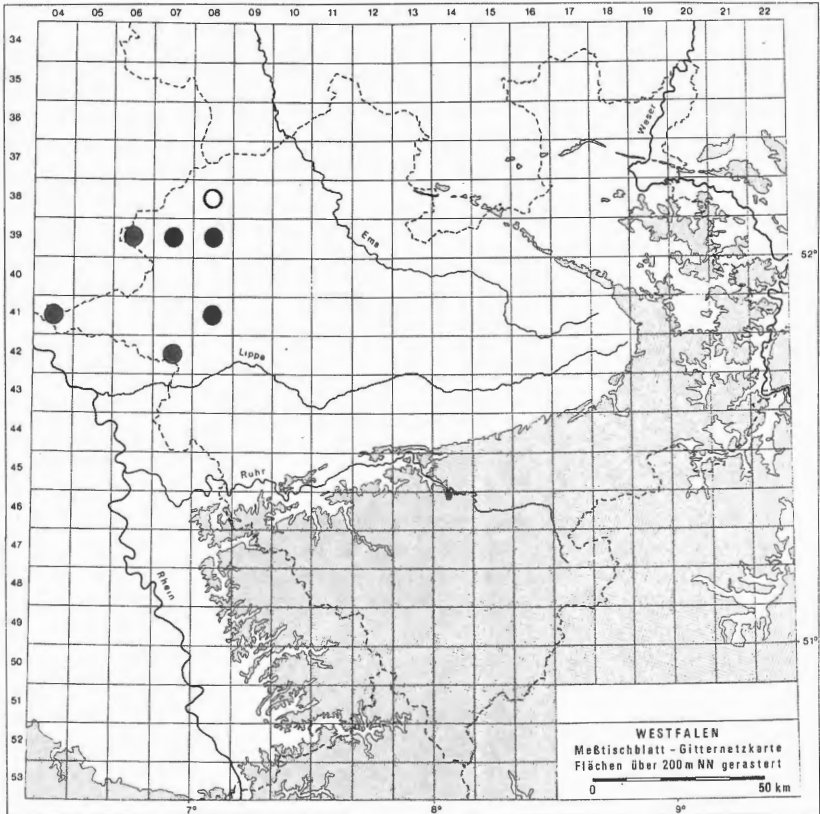 04 05 06 07 08 09 10 11 12 13 14 15 16 17 18 19 20 21 22
34
35
36
37
38
39
40
41
42
43
44
45
46
47
48
49
50
51
52
53
Weser
Ems
52°
Lippe
Ruhr
Rhein
51°
WESTFALEN
Meßtischblatt - Gitternetzkarte
Flächen über 200m NN gerastert
0 50 km
7° 8° 9°